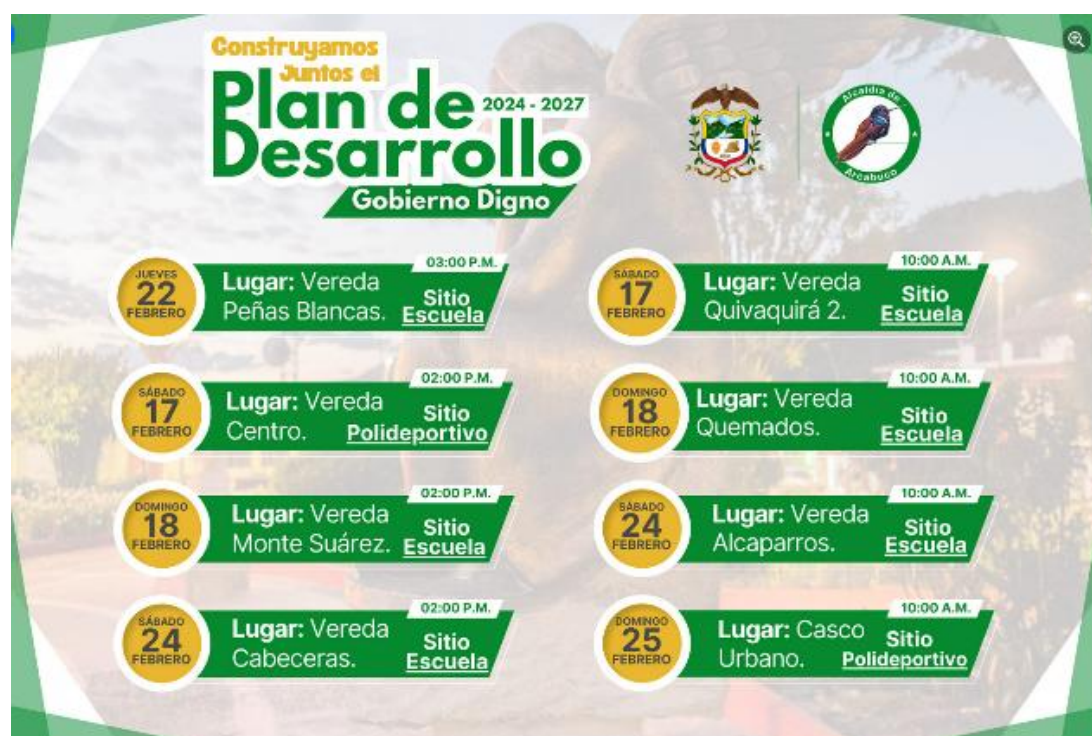 Construyamos
Juntos el
Plan de 2024 - 2027
Desarrollo
Gobierno Digno
Alcaldía de
Arcabuco
JUEVES
22
FEBRERO
03:00 P.M.
Lugar: Vereda
Peñas Blancas.
Sitio
Escuela
SÁBADO
17
FEBRERO
10:00 A.M.
Lugar: Vereda
Quivaquirá 2.
Sitio
Escuela
SÁBADO
17
FEBRERO
02:00 P.M.
Lugar: Vereda
Centro.
Sitio
Polideportivo
DOMINGO
18
FEBRERO
10:00 A.M.
Lugar: Vereda
Quemados.
Sitio
Escuela
DOMINGO
18
FEBRERO
02:00 P.M.
Lugar: Vereda
Monte Suárez.
Sitio
Escuela
SÁBADO
24
FEBRERO
10:00 A.M.
Lugar: Vereda
Alcaparros.
Sitio
Escuela
SÁBADO
24
FEBRERO
02:00 P.M.
Lugar: Vereda
Cabeceras.
Sitio
Escuela
DOMINGO
25
FEBRERO
10:00 A.M.
Lugar: Casco
Urbano.
Sitio
Polideportivo